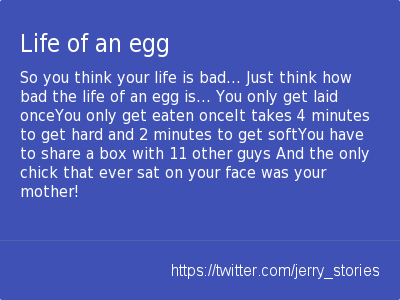 Life of an egg
So you think your life is bad... Just think how
bad the life of an egg is... You only get laid
onceYou only get eaten onceIt takes 4 minutes
to get hard and 2 minutes to get softYou have
to share a box with 11 other guys And the only
chick that ever sat on your face was your
mother!
https://twitter.com/jerry_stories